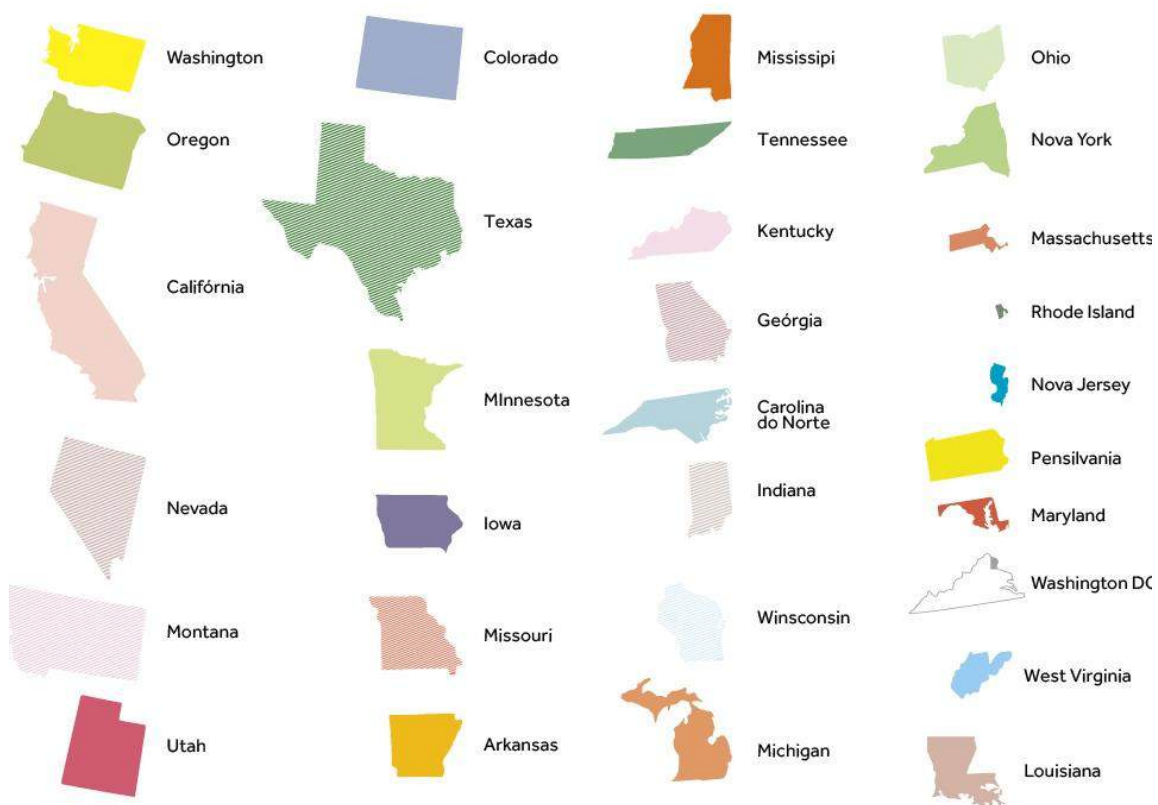 Washington
Oregon
Califórnia
Nevada
Montana
Utah
Colorado
Texas
MInnesota
Iowa
Missouri
Arkansas
Mississipi
Tennessee
Kentucky
Geórgia
Carolina
do Norte
Indiana
Winsconsin
Michigan
Ohio
Nova York
Massachusetts
Rhode Island
Nova Jersey
Pensilvania
Maryland
Washington DC
West Virginia
Louisiana